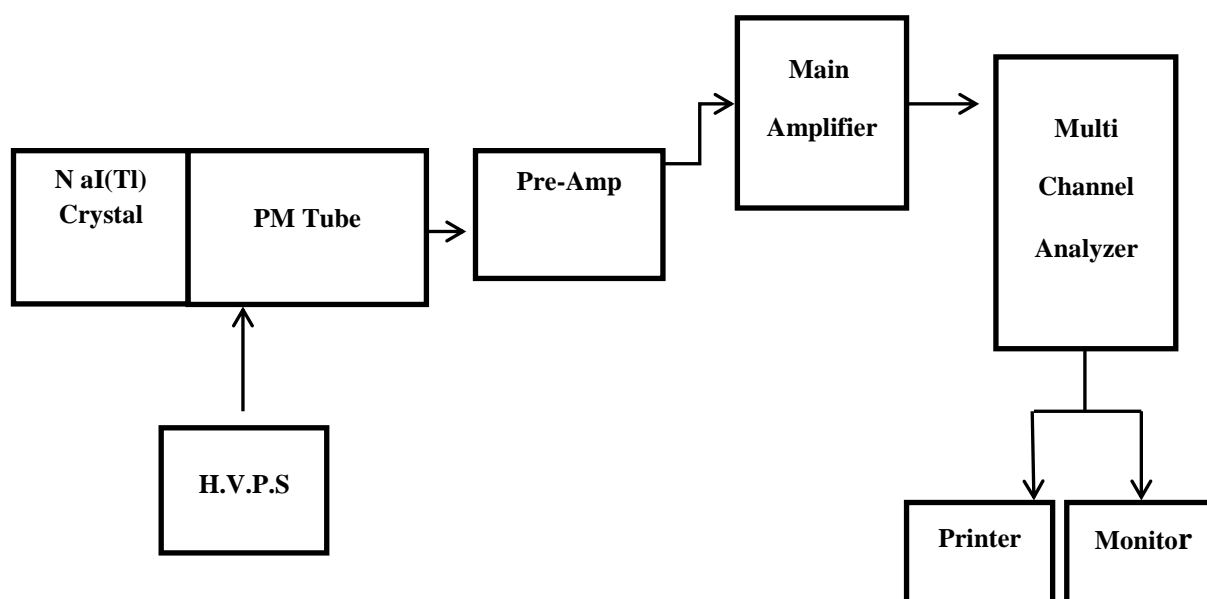 N aI(Tl)
Crystal
PM Tube
Pre-Amp
Main
Amplifier
Multi
Channel
Analyzer
H.V.P.S
Printer
Monitor